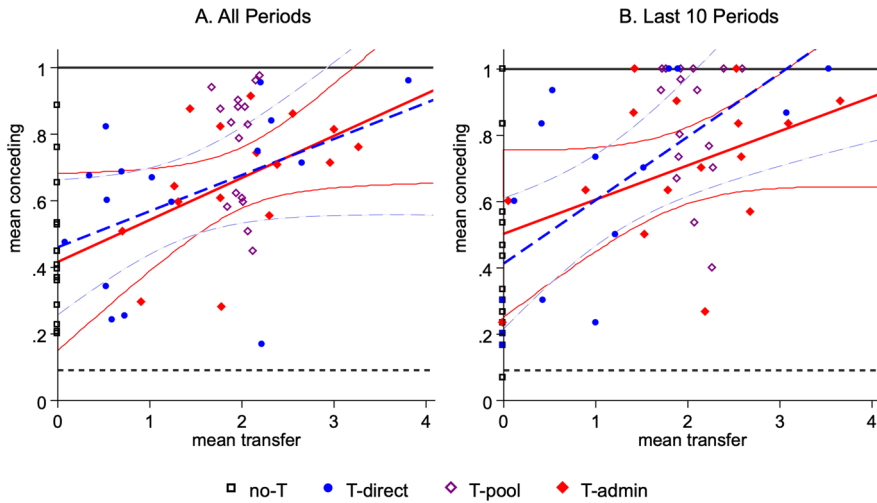 A. All Periods
B. Last 10 Periods
mean conceding
1
.8
.6
.4
.2
0
0 1 2 3 4
mean transfer
mean conceding
1
.8
.6
.4
.2
0
0 1 2 3 4
mean transfer
no-T T-direct T-pool T-admin